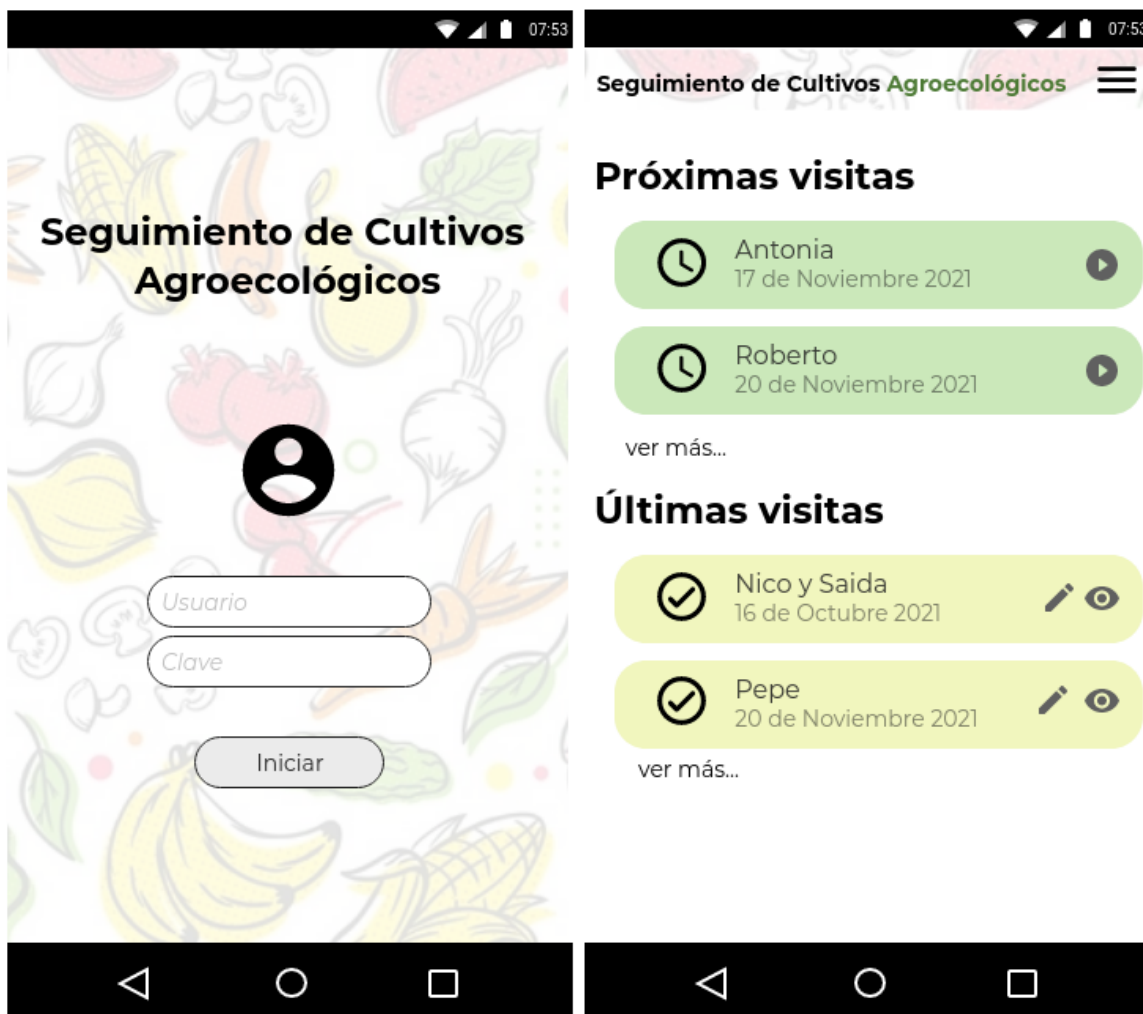 07:53
Seguimiento de Cultivos
Agroecológicos
Usuario
Clave
Iniciar
07:53
Seguimiento de Cultivos Agroecológicos
Próximas visitas
Antonia
17 de Noviembre 2021
Roberto
20 de Noviembre 2021
ver más...
Últimas visitas
Nico y Saida
16 de Octubre 2021
Pepe
20 de Noviembre 2021
ver más...